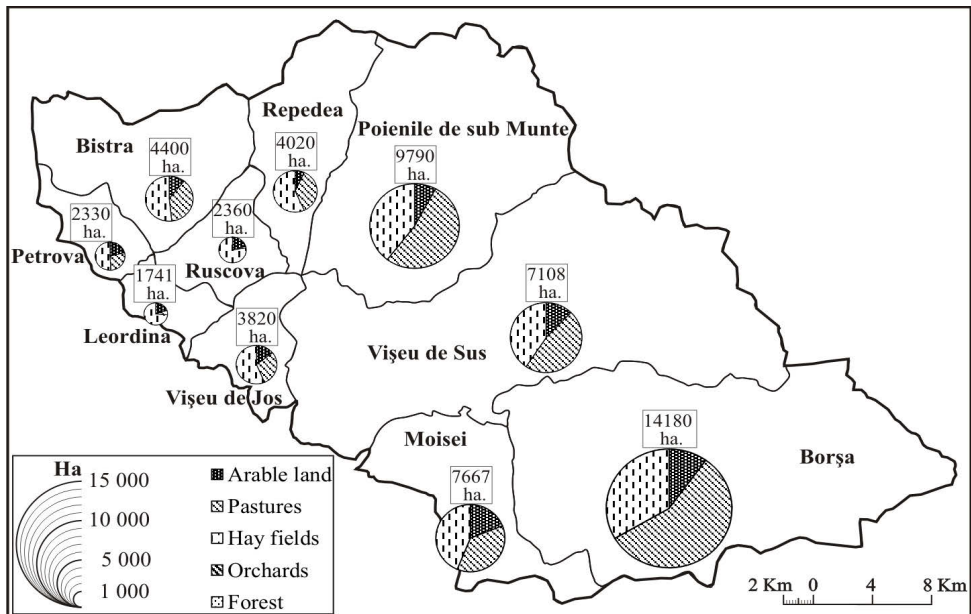 Repedea
4020
ha.
Poienile de sub Munte
9790
ha.
Bistra
4400
ha.
2330
ha.
Petrova
2360
ha.
Ruscova
1741
ha.
Leordina
3820
ha.
Vişeu de Jos
7108
ha.
Vişeu de Sus
Moisei
7667
ha.
14180
ha.
Borşa
Ha
15 000
10 000
5 000
1 000
Arable land
Pastures
Hay fields
Orchards
Forest
2 Km 0 4 8 Km